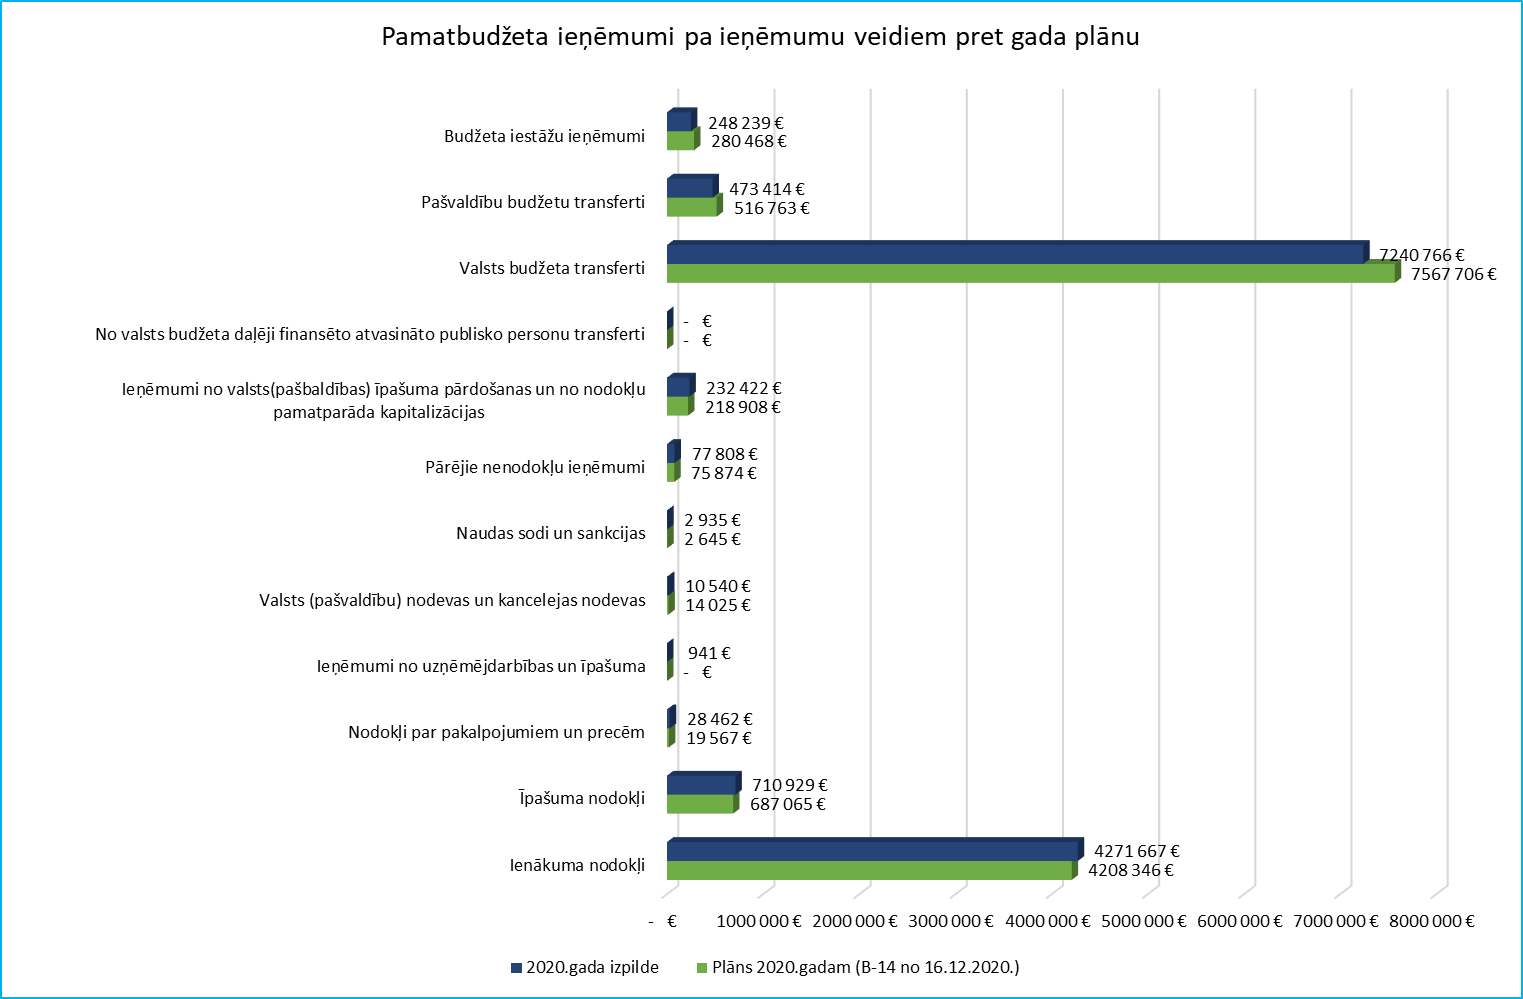 Pamatbudžeta ieņēmumi pa ieņēmumu veidiem pret gada plānu
Budžeta iestāžu ieņēmumi
248 239 €
280 468 €
Pašvaldību budžetu transferti
473 414 €
516 763 €
Valsts budžeta transferti
7240 766 €
7567 706 €
No valsts budžeta daļēji finansēto atvasināto publisko personu transferti
- €
- €
Ieņēmumi no valsts(pašbaldības) īpašuma pārdošanas un no nodokļu
pamatparāda kapitalizācijas
232 422 €
218 908 €
Pārējie nenodokļu ieņēmumi
77 808 €
75 874 €
Naudas sodi un sankcijas
2 935 €
2 645 €
Valsts (pašvaldību) nodevas un kancelejas nodevas
10 540 €
14 025 €
Ieņēmumi no uzņēmējdarbības un īpašuma
941 €
- €
Nodokļi par pakalpojumiem un precēm
28 462 €
19 567 €
Īpašuma nodokļi
710 929 €
687 065 €
Ienākuma nodokļi
4271 667 €
4208 346 €
- € 1000 000 € 2000 000 € 3000 000 € 4000 000 € 5000 000 € 6000 000 € 7000 000 € 8000 000 €
2020.gada izpilde Plāns 2020.gadam (B-14 no 16.12.2020.)